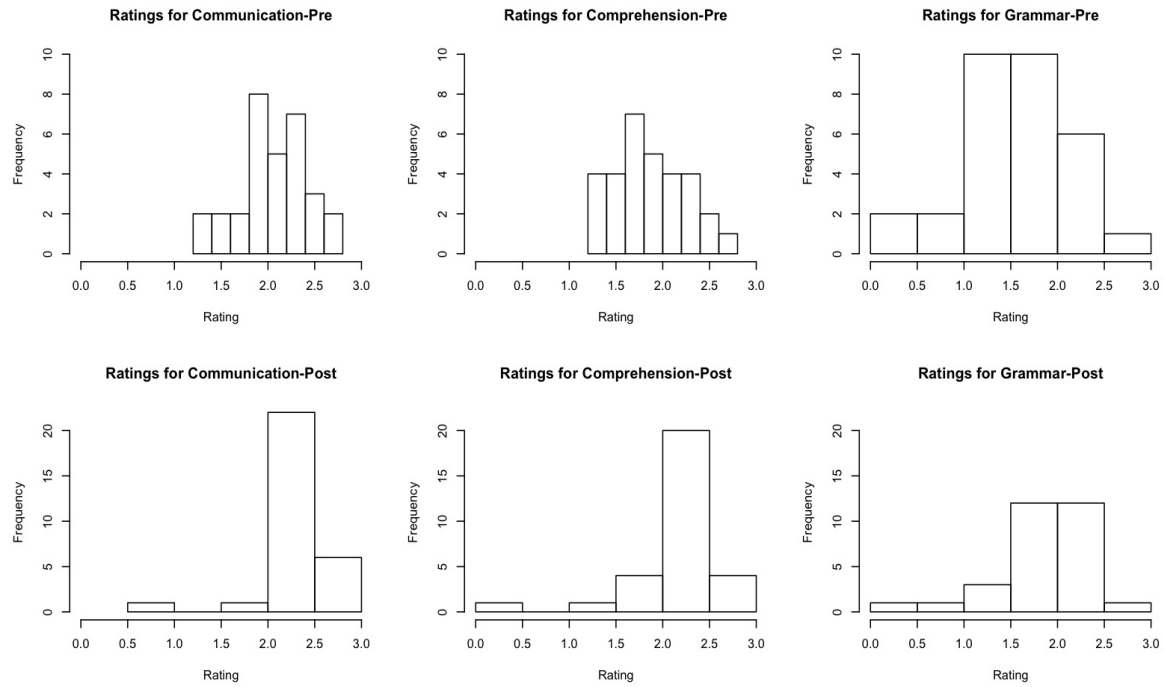 Ratings for Communication-Pre
Frequency
0 2 4 6 8 10
0.0 0.5 1.0 1.5 2.0 2.5 3.0
Rating
Ratings for Comprehension-Pre
Frequency
0 2 4 6 8 10
0.0 0.5 1.0 1.5 2.0 2.5 3.0
Rating
Ratings for Grammar-Pre
Frequency
0 2 4 6 8 10
0.0 0.5 1.0 1.5 2.0 2.5 3.0
Rating
Ratings for Communication-Post
Frequency
0 5 10 15 20
0.0 0.5 1.0 1.5 2.0 2.5 3.0
Rating
Ratings for Comprehension-Post
Frequency
0 5 10 15 20
0.0 0.5 1.0 1.5 2.0 2.5 3.0
Rating
Ratings for Grammar-Post
Frequency
0 5 10 15 20
0.0 0.5 1.0 1.5 2.0 2.5 3.0
Rating